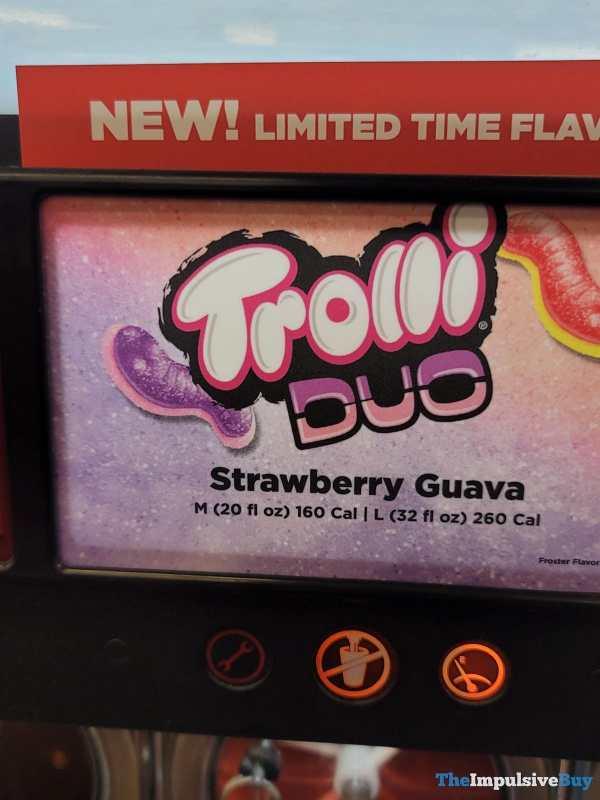 NEW! LIMITED TIME FLAV
Trolli®
DUO
Strawberry Guava
M (20 fl oz) 160 Cal | L (32 fl oz) 260 Cal
Froster Flavor
TheImpulsiveBuy